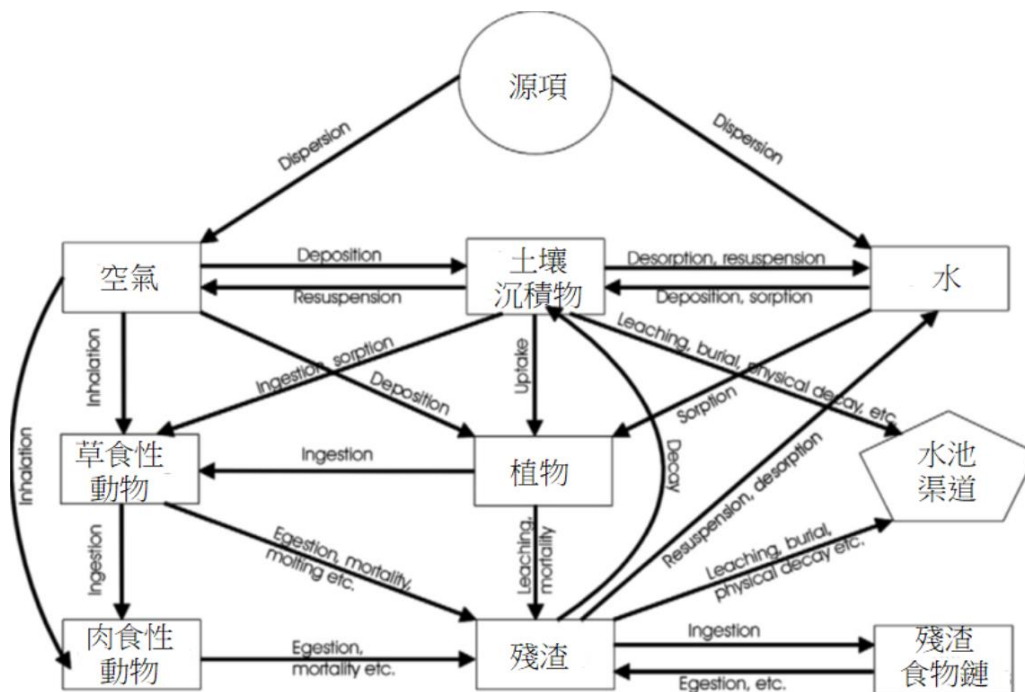 源項
Dispersion
Dispersion
空氣
Deposition
Resuspension
土壤
沉積物
Desorption, resuspension
Deposition, sorption
水
Inhalation
Inhalation
Ingestion, sorption
Deposition
Uptake
Leaching, burial, physical decay, etc.
Sorption
草食性
動物
Ingestion
植物
Decay
Resuspension, desorption
水池
渠道
Ingestion
Egestion, mortality,
molting etc.
Leaching,
mortality
Leaching, burial,
physical decay etc.
肉食性
動物
Egestion,
mortality etc.
殘渣
Ingestion
Egestion, etc.
殘渣
食物鏈